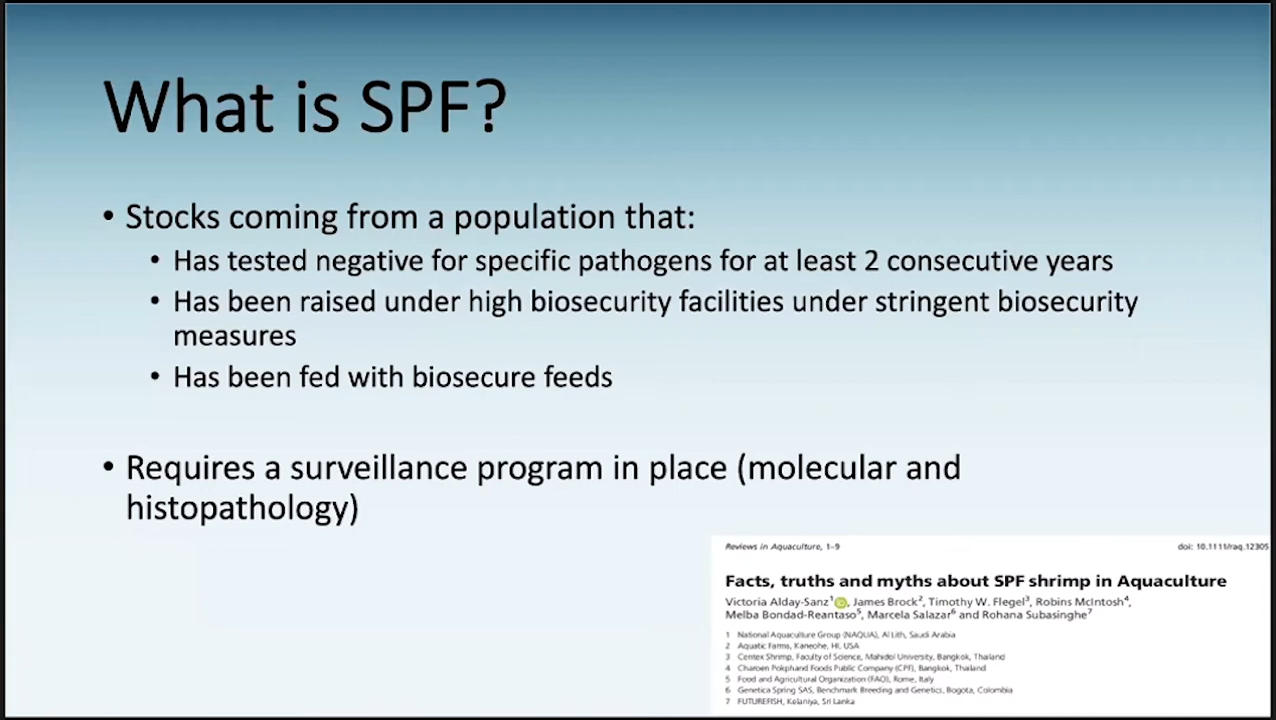 What is SPF?
• Stocks coming from a population that:
• Has tested negative for specific pathogens for at least 2 consecutive years
• Has been raised under high biosecurity facilities under stringent biosecurity
measures
• Has been fed with biosecure feeds
• Requires a surveillance program in place (molecular and
histopathology)
Reviews in Aquaculture, 1–9
doi: 10.1111/raq.12305
Facts, truths and myths about SPF shrimp in Aquaculture
Victoria Alday-Sanz1, James Brock2, Timothy W. Flegel3, Robins McIntosh4,
Melba Bondad-Reantaso5, Marcela Salazar6 and Rohana Subasinghe7
1 National Aquaculture Group (NAQUA), Al Lith, Saudi Arabia
2 Aquatic Farms, Kaneohe, HI, USA
3 Centex Shrimp, Faculty of Science, Mahidol University, Bangkok, Thailand
4 Charoen Pokphand Foods Public Company (CPF), Bangkok, Thailand
5 Food and Agricultural Organization (FAO), Rome, Italy
6 Genetica Spring SAS, Benchmark Breeding and Genetics, Bogota, Colombia
7 FUTUREFISH, Kelaniya, Sri Lanka